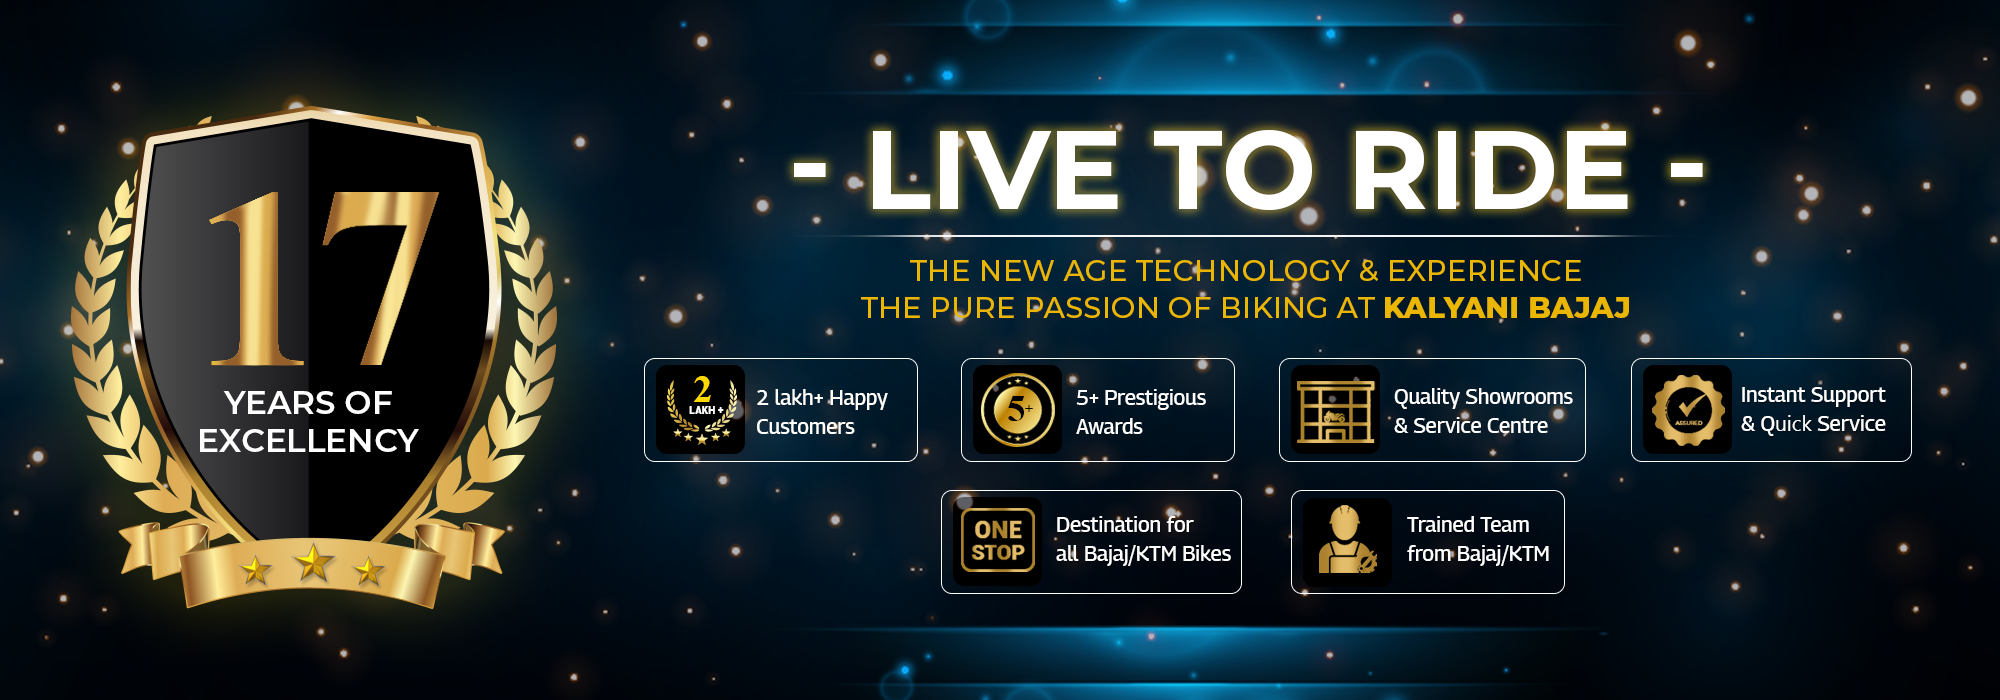 17
YEARS OF
EXCELLENCY
- LIVE TO RIDE -
THE NEW AGE TECHNOLOGY & EXPERIENCE
THE PURE PASSION OF BIKING AT KALYANI BAJAJ
2
LAKH +
2 lakh+ Happy
Customers
5+
5+ Prestigious
Awards
Quality Showrooms
& Service Centre
ASSURED
Instant Support
& Quick Service
ONE
STOP
Destination for
all Bajaj/KTM Bikes
Trained Team
from Bajaj/KTM